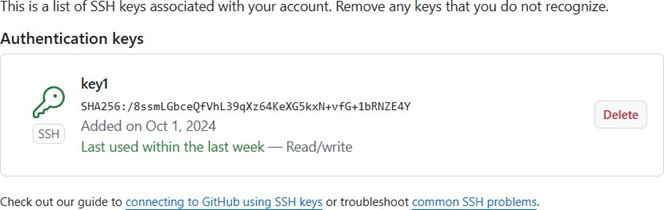 This is a list of SSH keys associated with your account. Remove any keys that you do not recognize.
Authentication keys
key1
SHA256:/8ssmLGbceQfVhL39qXz64KeXG5kxN+vfG+1bRNZE4Y
Added on Oct 1, 2024
Last used within the last week — Read/write
SSH
Delete
Check out our guide to connecting to GitHub using SSH keys or troubleshoot common SSH problems.